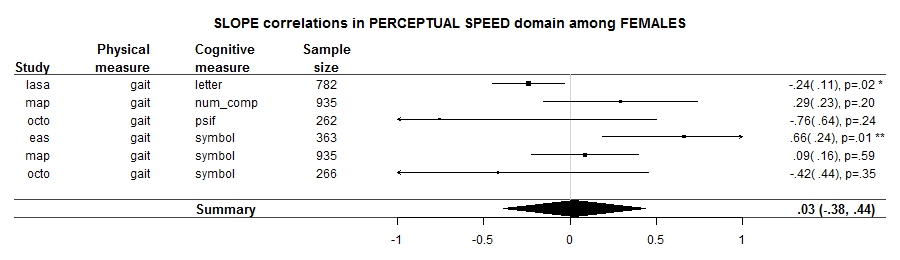 SLOPE correlations in PERCEPTUAL SPEED domain among FEMALES
Physical Cognitive Sample
Study measure measure size
lasa gait letter 782 -.24( .11), p=.02 *
map gait num_comp 935 .29( .23), p=.20
octo gait psif 262 -.76( .64), p=.24
eas gait symbol 363 .66( .24), p=.01 **
map gait symbol 935 .09( .16), p=.59
octo gait symbol 266 -.42( .44), p=.35
Summary .03 (-.38, .44)
-1 -0.5 0 0.5 1